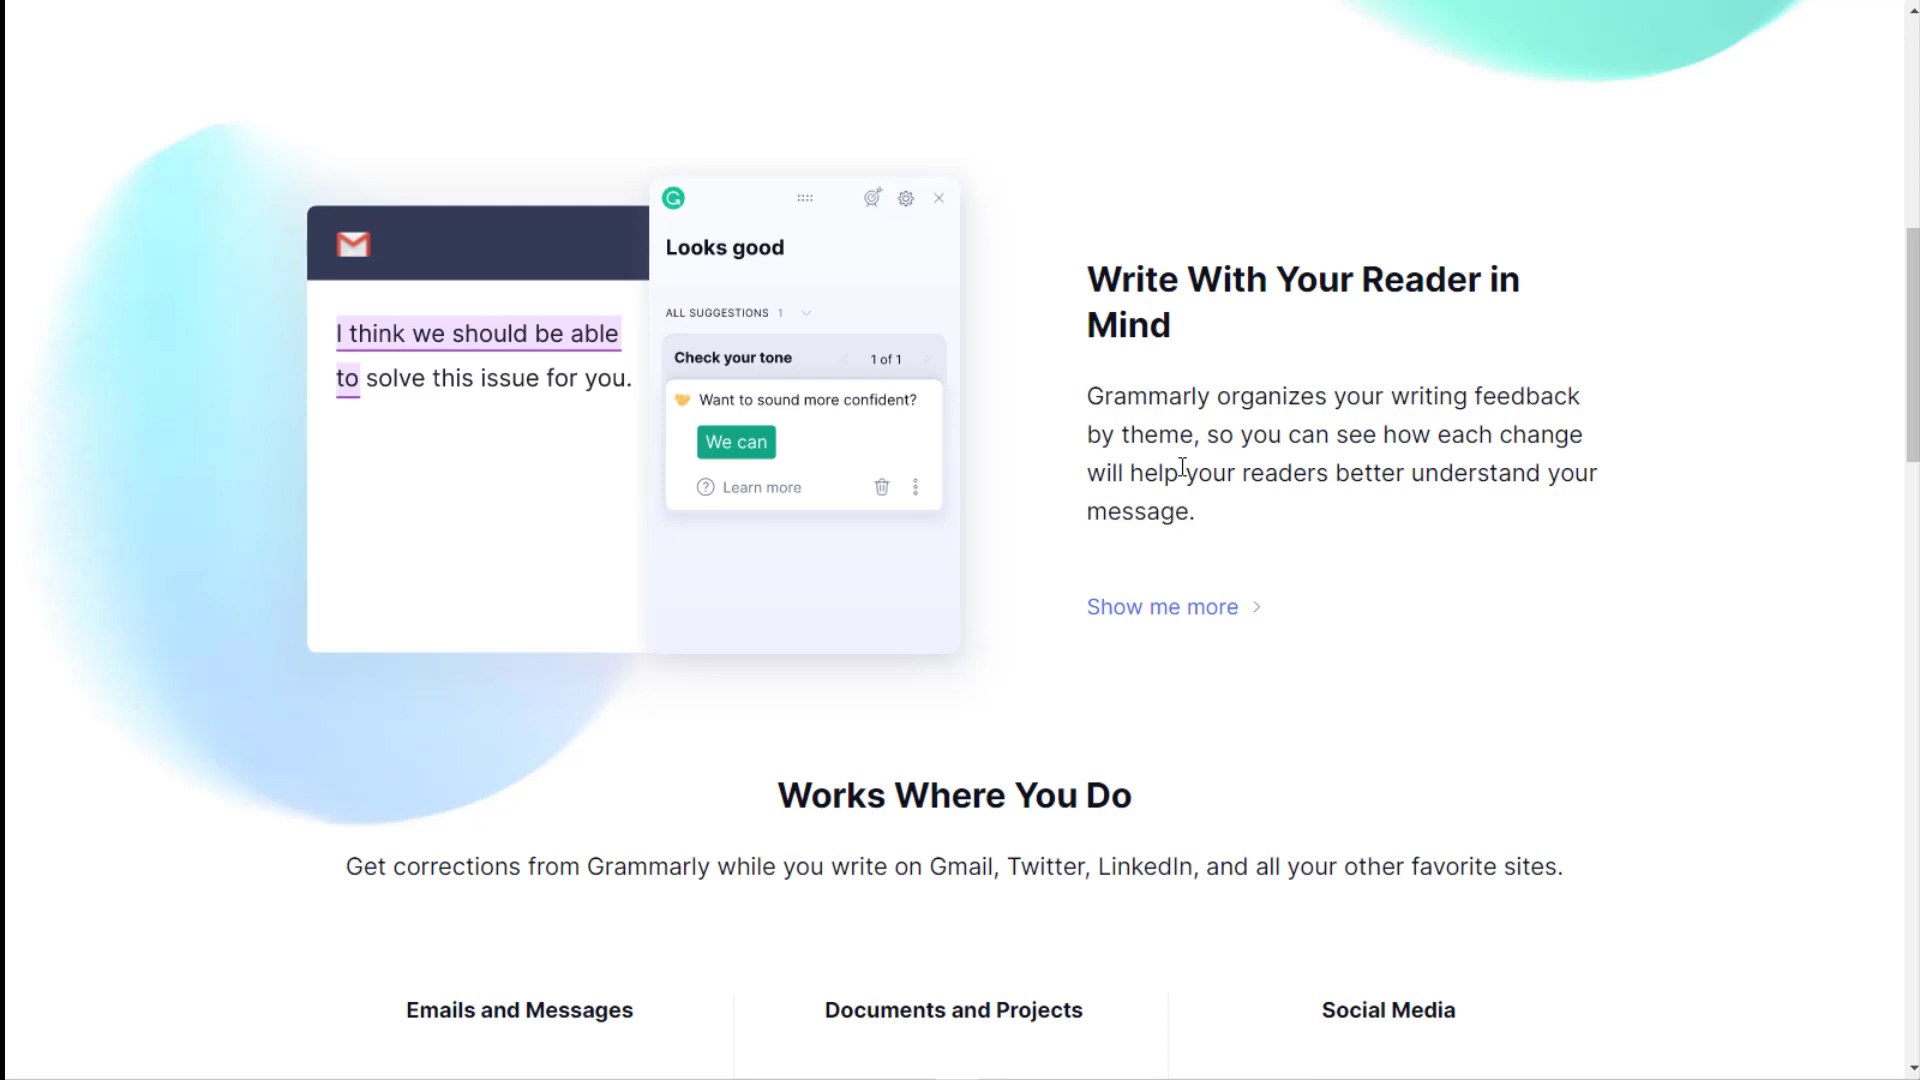 Looks good
ALL SUGGESTIONS 1
Check your tone 1 of 1
Want to sound more confident?
We can
Learn more
I think we should be able
to solve this issue for you.
Write With Your Reader in
Mind
Grammarly organizes your writing feedback
by theme, so you can see how each change
will help your readers better understand your
message.
Show me more
Works Where You Do
Get corrections from Grammarly while you write on Gmail, Twitter, LinkedIn, and all your other favorite sites.
Emails and Messages
Documents and Projects
Social Media